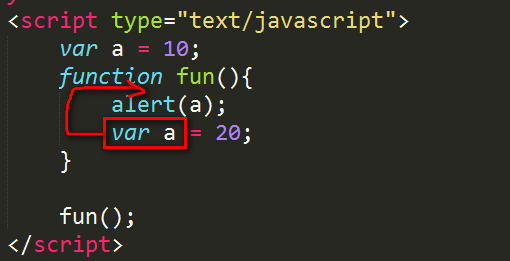 <script type="text/javascript">
var a = 10;
function fun(){
alert(a);
var a = 20;
}
fun();
</script>